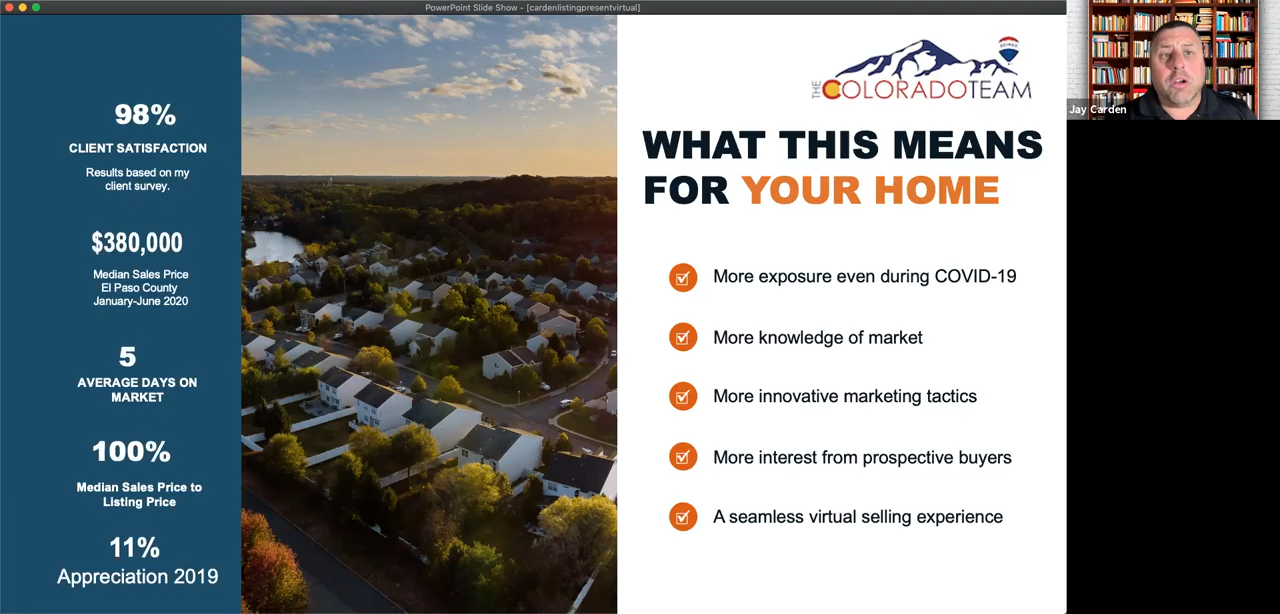 PowerPoint Slide Show - [cardenlistingpresentvirtual]
98%
CLIENT SATISFACTION
Results based on my
client survey.
$380,000
Median Sales Price
El Paso County
January-June 2020
5
AVERAGE DAYS ON
MARKET
100%
Median Sales Price to
Listing Price
11%
Appreciation 2019
RE/MAX
THE COLORADOTEAM
WHAT THIS MEANS
FOR YOUR HOME
More exposure even during COVID-19
More knowledge of market
More innovative marketing tactics
More interest from prospective buyers
A seamless virtual selling experience
Jay Carden